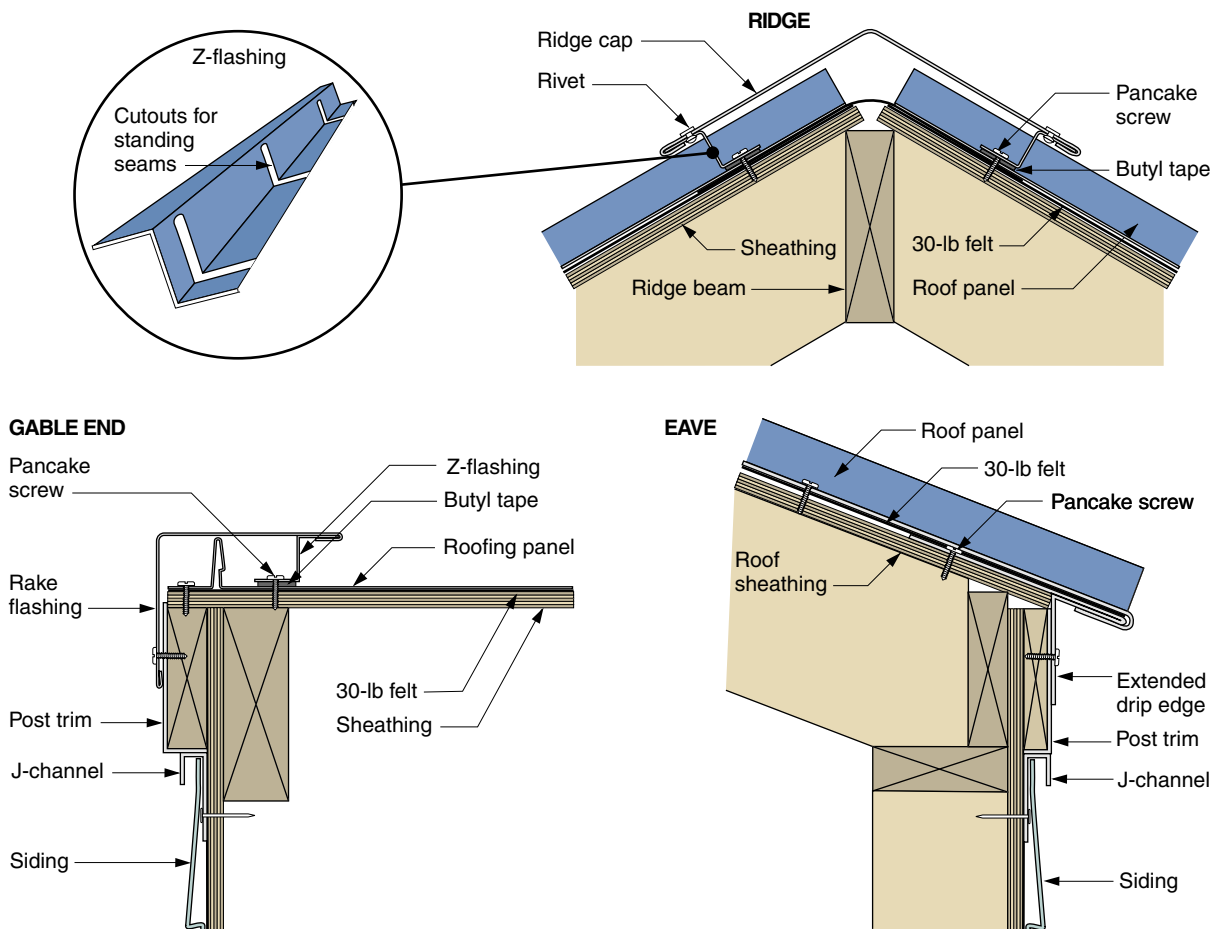 Z-flashing
Cutouts for
standing
seams
RIDGE
Ridge cap
Rivet
Pancake
screw
Butyl tape
Sheathing
30-lb felt
Ridge beam
Roof panel
GABLE END
Pancake
screw
Z-flashing
Butyl tape
Roofing panel
Rake
flashing
30-lb felt
Sheathing
Post trim
J-channel
Siding
EAVE
Roof panel
30-lb felt
Pancake screw
Roof
sheathing
Extended
drip edge
Post trim
J-channel
Siding